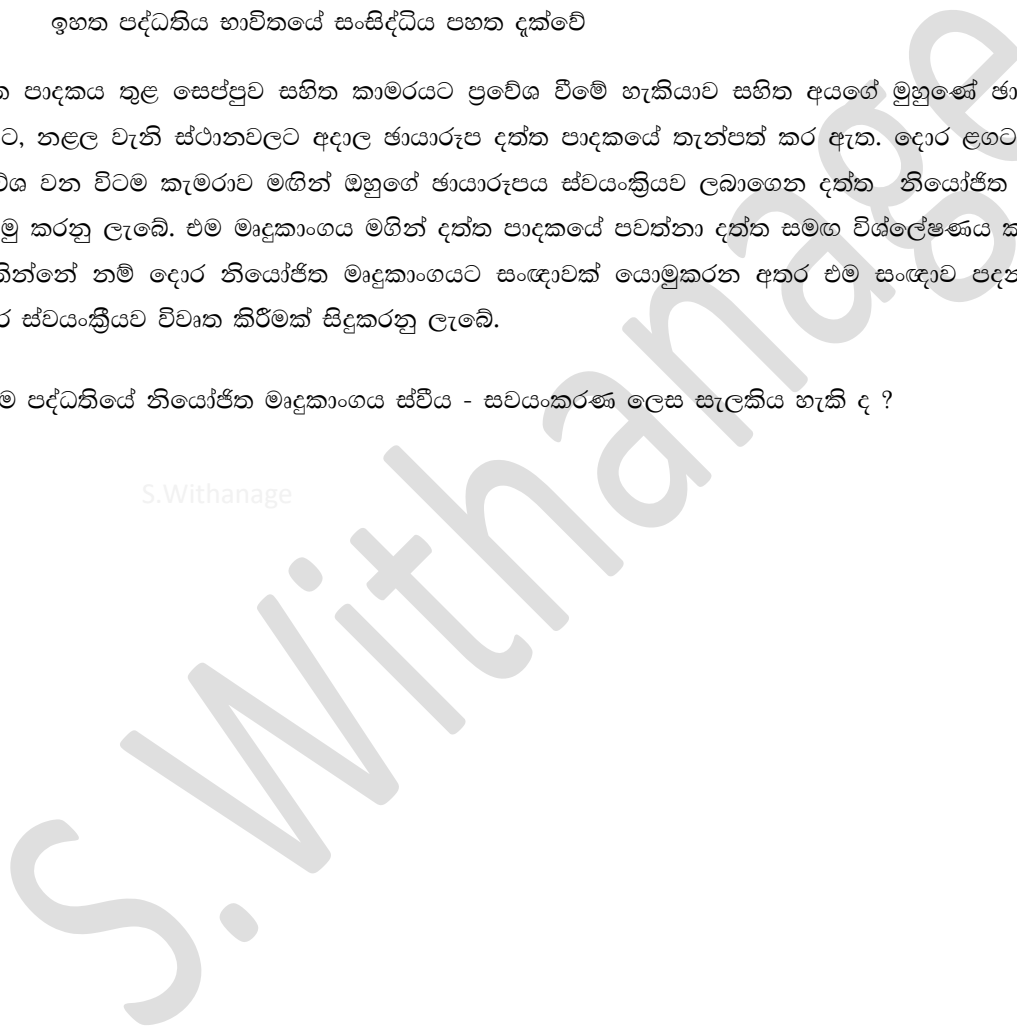 ඉහත පද්ධතිය භාවිතයේ සංසිද්ධිය පහත දැක්වේ
පාදකය තුළ සෙප්පුව සහිත කාමරයට ප්‍රවේශ වීමේ හැකියාව සහිත අයගේ මුහුණේ ඡා
ට, නළල වැනි ස්ථානවලට අදාල ඡායාරූප දත්ත පාදකයේ තැන්පත් කර ඇත. දොර ළඟට
වන විටම කැමරාව මඟින් ඔහුගේ ඡායාරූපය ස්වයංක්‍රියව ලබාගෙන දත්ත නියෝජිත
මු කරනු ලැබේ. එම මෘදුකාංගය මගින් දත්ත පාදකයේ පවත්නා දත්ත සමඟ විශ්ලේෂණය ක
නම් දොර නියෝජිත මෘදුකාංගයට සංඥාවක් යොමුකරන අතර එම සංඥාව පදන
ර ස්වයංක්‍රීයව විවෘත කිරීමක් සිදුකරනු ලැබේ.
ම පද්ධතියේ නියෝජිත මෘදුකාංගය ස්වීය - සවයංකරණ ලෙස සැලකිය හැකි ද ?
S.Withanage
S.Withanage